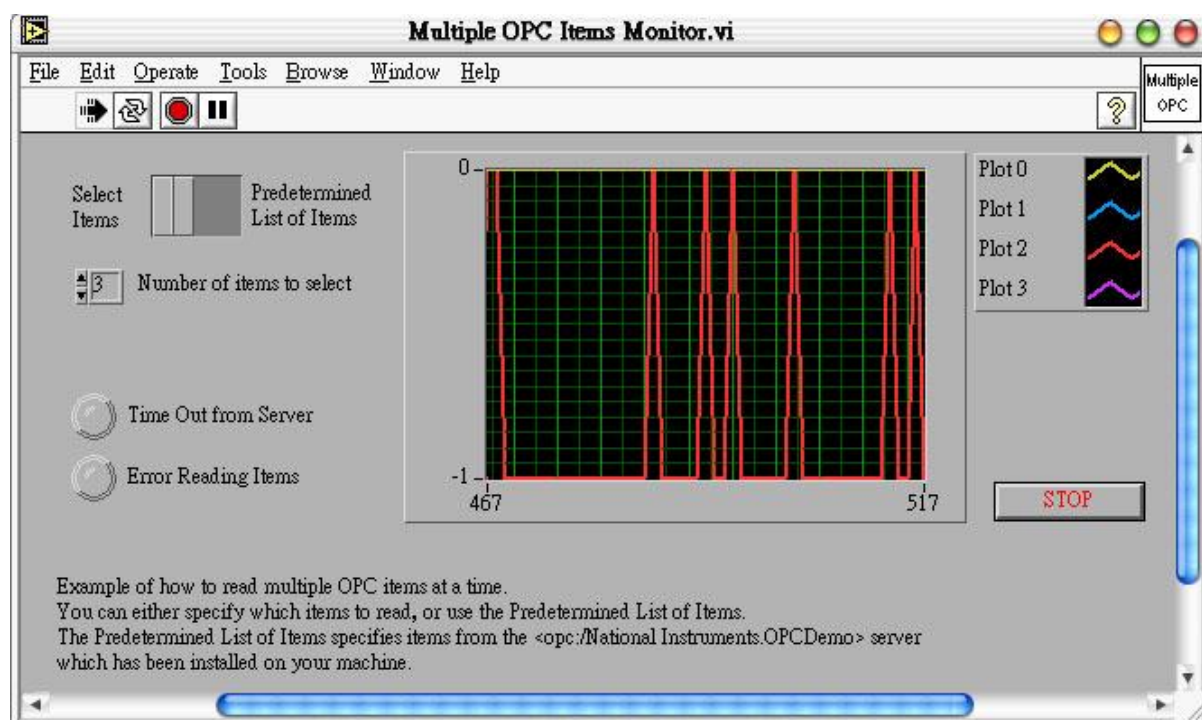 Multiple OPC Items Monitor.vi
File Edit Operate Tools Browse Window Help
Multiple
OPC
?
Select
Items
Predetermined
List of Items
3 Number of items to select
Time Out from Server
Error Reading Items
0
-1
467 517
Plot 0
Plot 1
Plot 2
Plot 3
STOP
Example of how to read multiple OPC items at a time.
You can either specify which items to read, or use the Predetermined List of Items.
The Predetermined List of Items specifies items from the <opc:/National Instruments.OPCDemo> server
which has been installed on your machine.